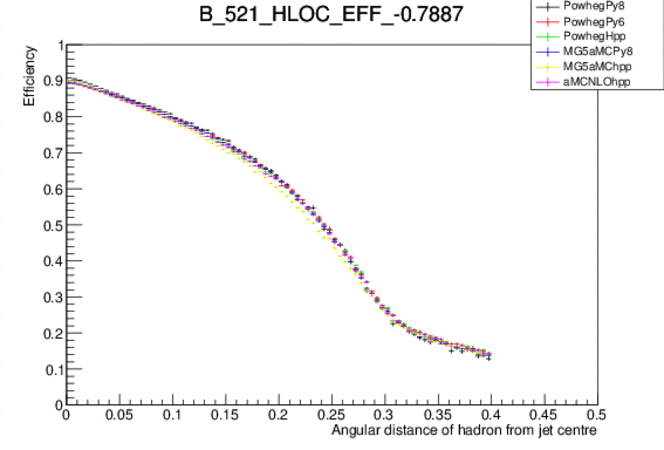 B_521_HLOC_EFF_-0.7887
PowhegPy8
PowhegPy6
PowhegHpp
MG5aMCPy8
MG5aMChpp
aMCNLOhpp
Efficiency
1
0.9
0.8
0.7
0.6
0.5
0.4
0.3
0.2
0.1
0
0 0.05 0.1 0.15 0.2 0.25 0.3 0.35 0.4 0.45 0.5
Angular distance of hadron from jet centre